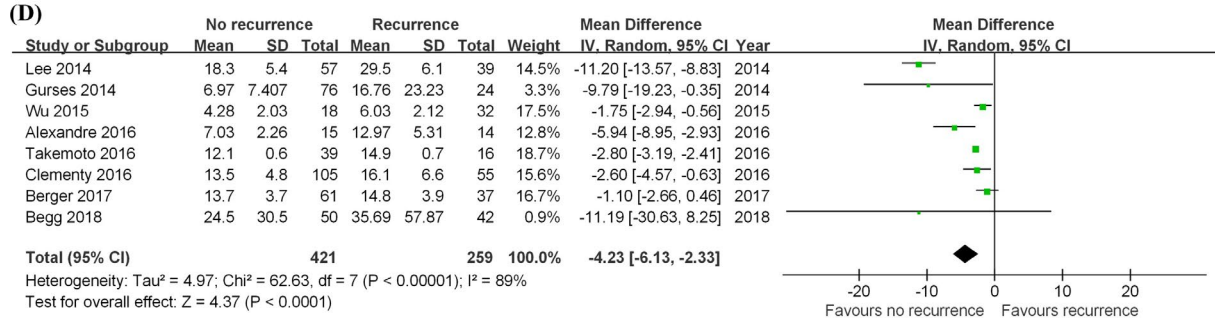 (D)
No recurrence Recurrence Mean Difference Mean Difference
Study or Subgroup Mean SD Total Mean SD Total Weight IV, Random, 95% CI Year IV, Random, 95% CI
Lee 2014 18.3 5.4 57 29.5 6.1 39 14.5% -11.20 [-13.57, -8.83] 2014
Gurses 2014 6.97 7.407 76 16.76 23.23 24 3.3% -9.79 [-19.23, -0.35] 2014
Wu 2015 4.28 2.03 18 6.03 2.12 32 17.5% -1.75 [-2.94, -0.56] 2015
Alexandre 2016 7.03 2.26 15 12.97 5.31 14 12.8% -5.94 [-8.95, -2.93] 2016
Takemoto 2016 12.1 0.6 39 14.9 0.7 16 18.7% -2.80 [-3.19, -2.41] 2016
Clementy 2016 13.5 4.8 105 16.1 6.6 55 15.6% -2.60 [-4.57, -0.63] 2016
Berger 2017 13.7 3.7 61 14.8 3.9 37 16.7% -1.10 [-2.66, 0.46] 2017
Begg 2018 24.5 30.5 50 35.69 57.87 42 0.9% -11.19 [-30.63, 8.25] 2018
Total (95% CI) 421 259 100.0% -4.23 [-6.13, -2.33]
Heterogeneity: Tau² = 4.97; Chi² = 62.63, df = 7 (P < 0.00001); I² = 89%
Test for overall effect: Z = 4.37 (P < 0.0001)
-20 -10 0 10 20
Favours no recurrence Favours recurrence